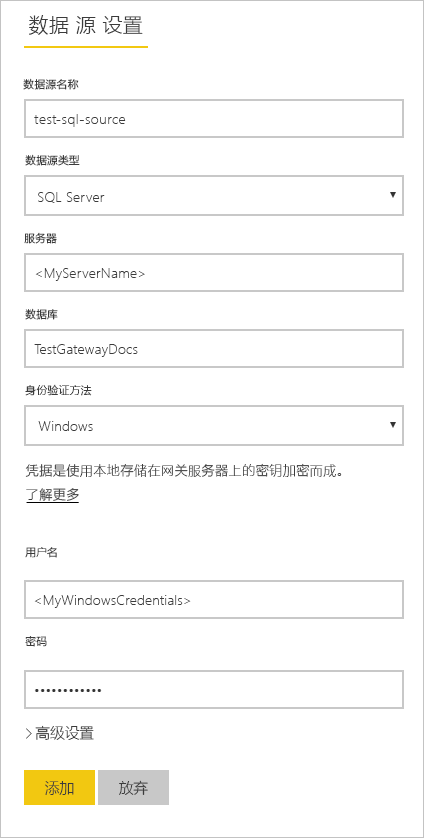 数据 源 设置
数据源名称
test-sql-source
数据源类型
SQL Server
服务器
<MyServerName>
数据库
TestGatewayDocs
身份验证方法
Windows
凭据是使用本地存储在网关服务器上的密钥加密而成。
了解更多
用户名
<MyWindowsCredentials>
密码
••••••••••••
高级设置
添加 放弃